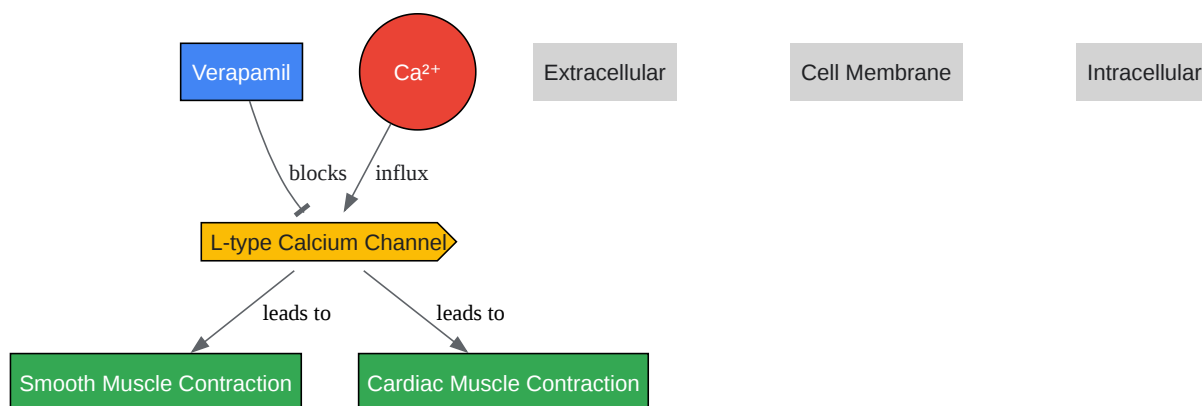 Verapamil
Ca²⁺
Extracellular
Cell Membrane
Intracellular
blocks
influx
L-type Calcium Channel
leads to
leads to
Smooth Muscle Contraction
Cardiac Muscle Contraction